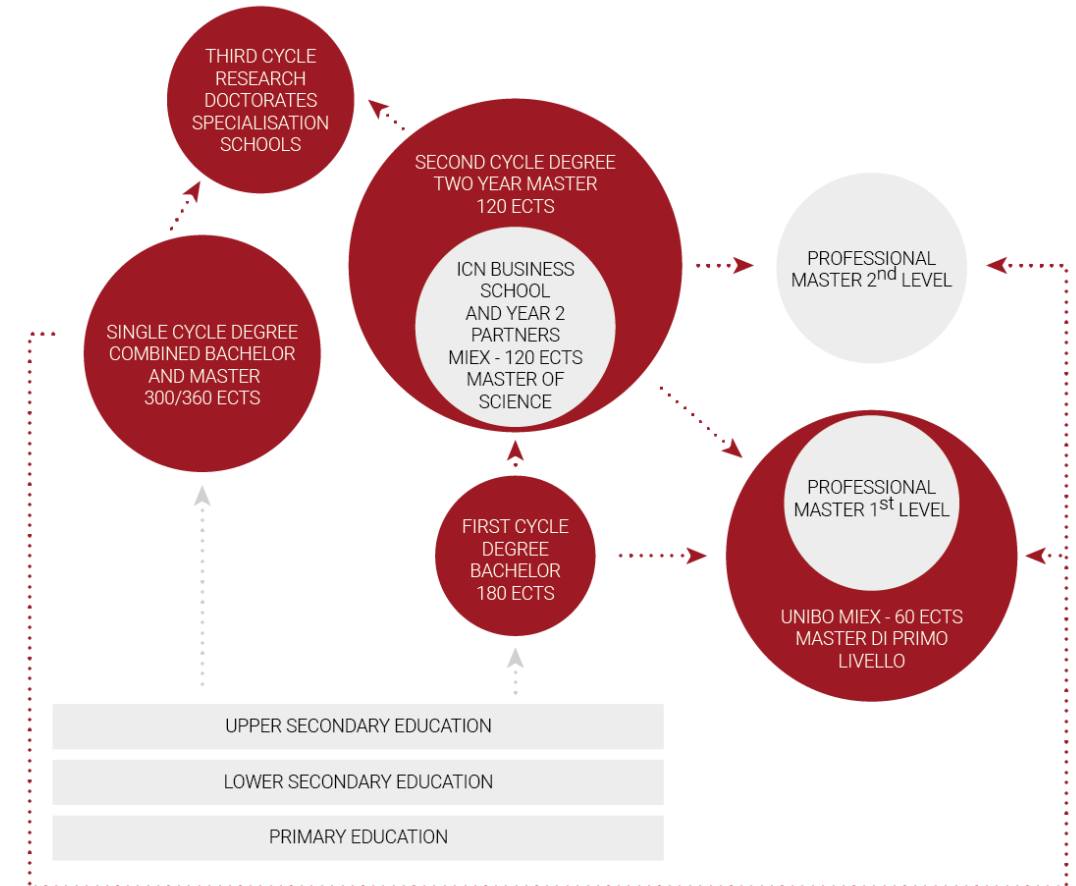 THIRD CYCLE
RESEARCH
DOCTORATES
SPECIALISATION
SCHOOLS
SECOND CYCLE DEGREE
TWO YEAR MASTER
120 ECTS
ICN BUSINESS
SCHOOL
AND YEAR 2
PARTNERS
MIEX - 120 ECTS
MASTER OF
SCIENCE
PROFESSIONAL
MASTER 2nd LEVEL
SINGLE CYCLE DEGREE
COMBINED BACHELOR
AND MASTER
300/360 ECTS
PROFESSIONAL
MASTER 1st LEVEL
UNIBO MIEX - 60 ECTS
MASTER DI PRIMO
LIVELLO
FIRST CYCLE
DEGREE
BACHELOR
180 ECTS
UPPER SECONDARY EDUCATION
LOWER SECONDARY EDUCATION
PRIMARY EDUCATION